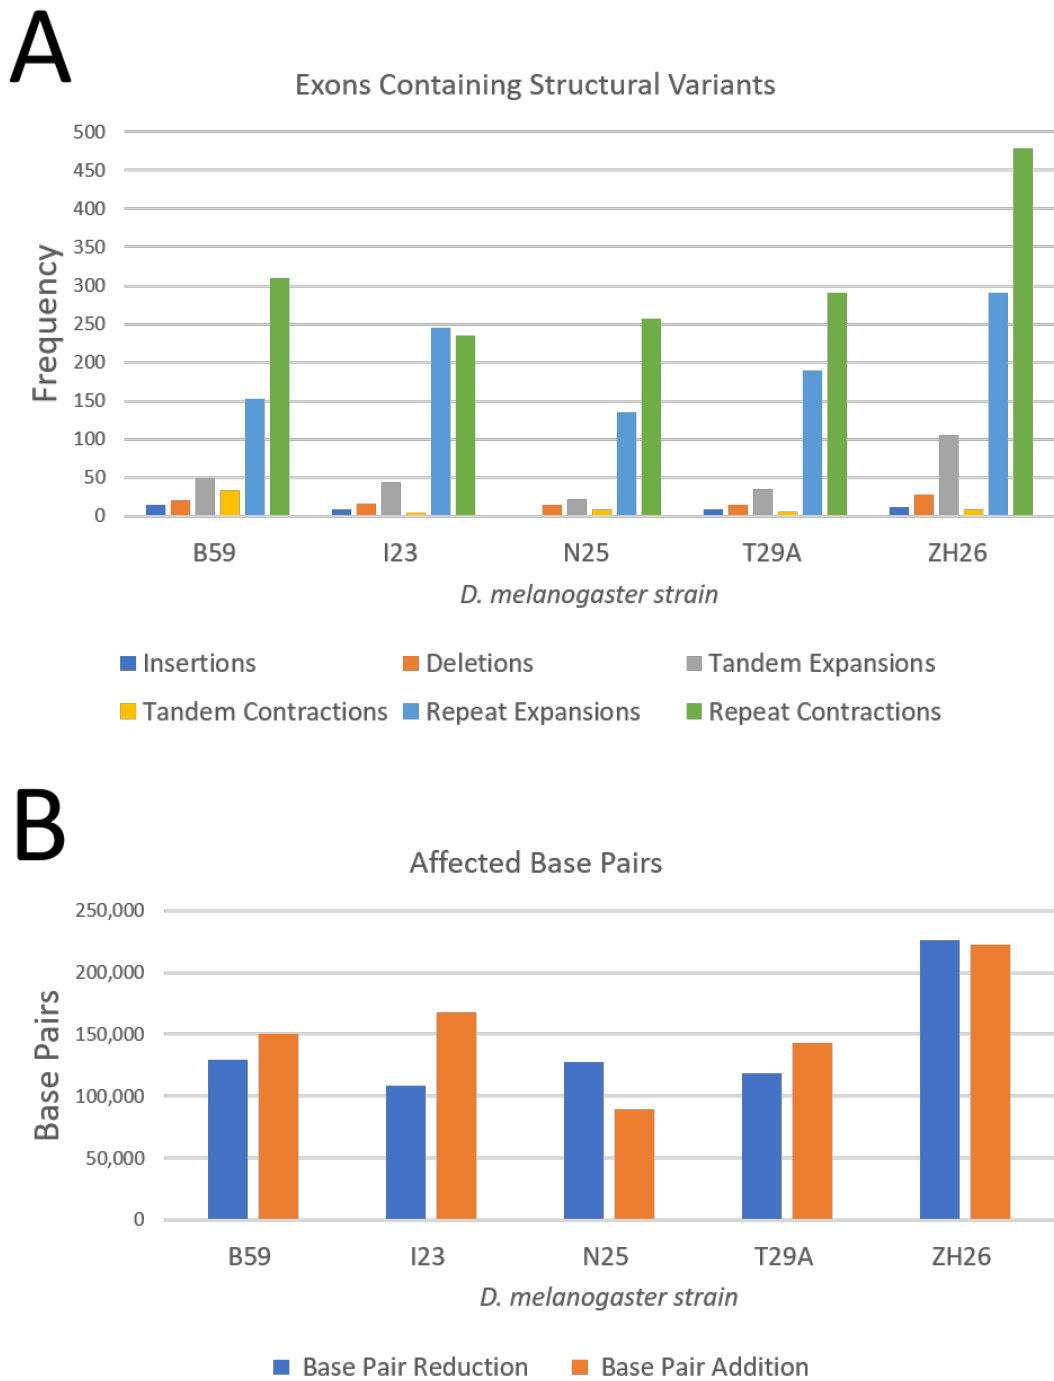 A
Exons Containing Structural Variants
500
450
400
350
300
250
200
150
100
50
0
Frequency
B59 I23 N25 T29A ZH26
D. melanogaster strain
Insertions Deletions Tandem Expansions
Tandem Contractions Repeat Expansions Repeat Contractions
B
Affected Base Pairs
250,000
200,000
150,000
100,000
50,000
0
Base Pairs
B59 I23 N25 T29A ZH26
D. melanogaster strain
Base Pair Reduction Base Pair Addition